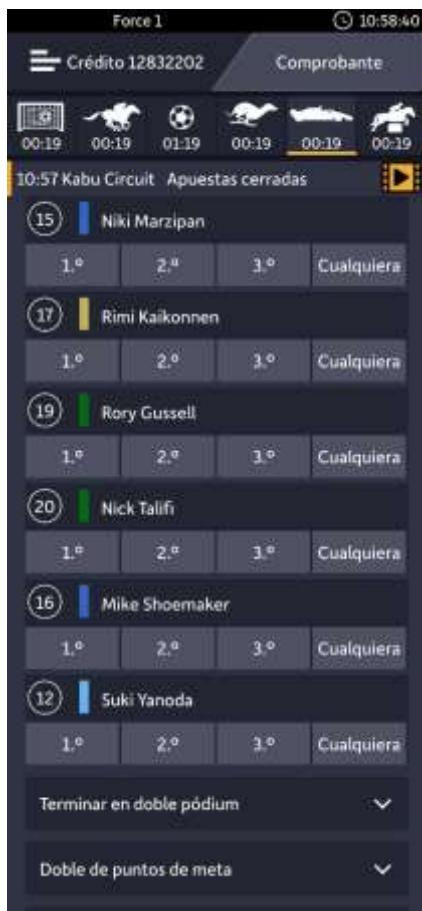 Force 1 10:58:40
Crédito 12832202 Comprobante
00:19 00:19 01:19 00:19 00:19 00:19
10:57 Kabu Circuit Apuestas cerradas
15 Niki Marzipan
1.º 2.º 3.º Cualquiera
17 Rimi Kaikonnen
1.º 2.º 3.º Cualquiera
19 Rory Gussell
1.º 2.º 3.º Cualquiera
20 Nick Talifi
1.º 2.º 3.º Cualquiera
16 Mike Shoemaker
1.º 2.º 3.º Cualquiera
12 Suki Yanoda
1.º 2.º 3.º Cualquiera
Terminar en doble pódium
Doble de puntos de meta